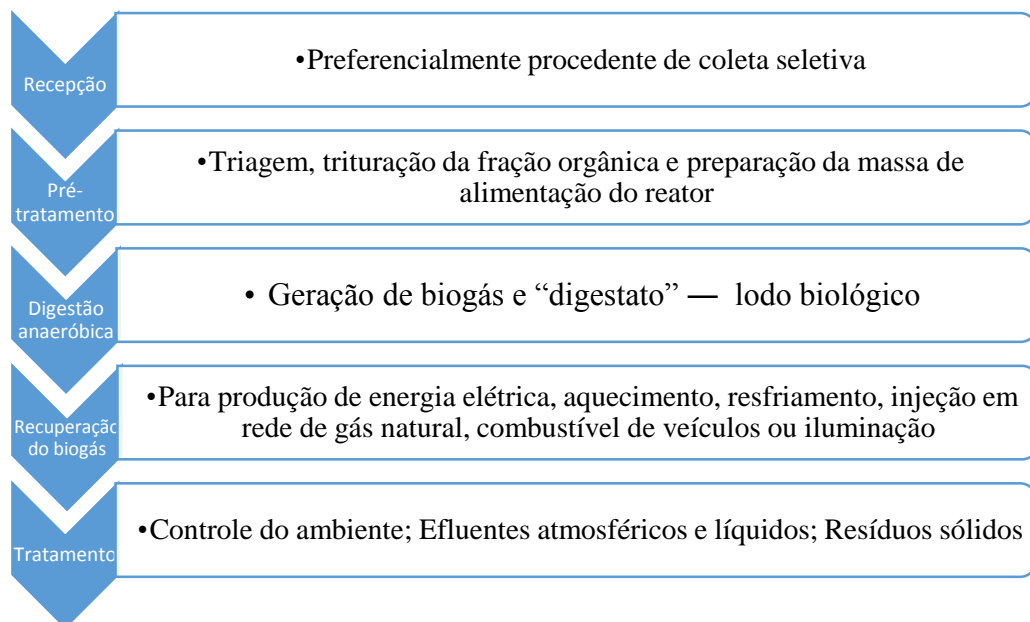 Recepção
•Preferencialmente procedente de coleta seletiva
Pré-
tratamento
•Triagem, trituração da fração orgânica e preparação da massa de
alimentação do reator
Digestão
anaeróbica
• Geração de biogás e “digestato” — lodo biológico
Recuperação
do biogás
•Para produção de energia elétrica, aquecimento, resfriamento, injeção em
rede de gás natural, combustível de veículos ou iluminação
Tratamento
•Controle do ambiente; Efluentes atmosféricos e líquidos; Resíduos sólidos